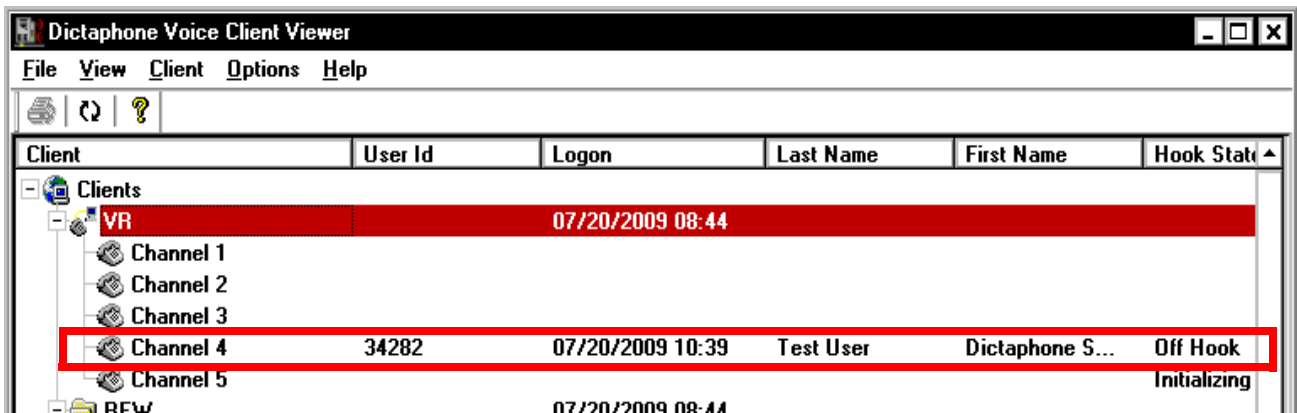 Dictaphone Voice Client Viewer
File View Client Options Help
Client User Id Logon Last Name First Name Hook State
Clients
VR 07/20/2009 08:44
Channel 1
Channel 2
Channel 3
Channel 4 34282 07/20/2009 10:39 Test User Dictaphone S... Off Hook
Channel 5 Initializing
07/20/2009 08:44